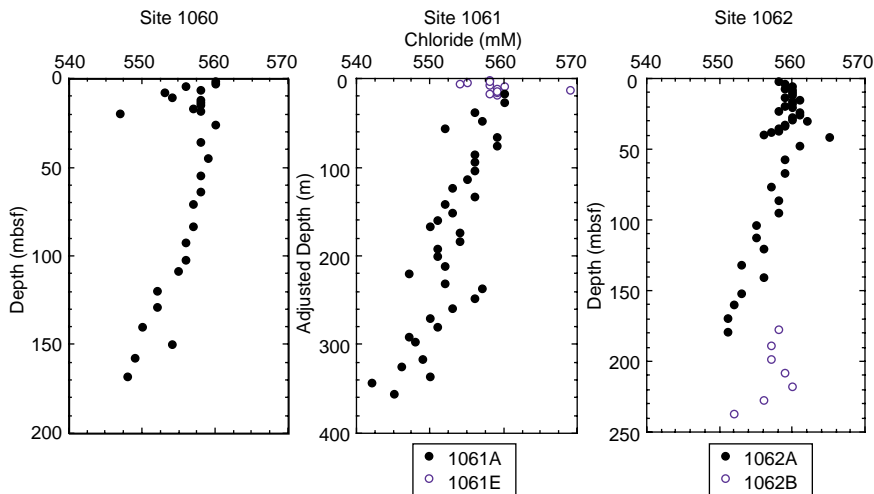 Site 1060
Site 1061
Site 1062
Chloride (mM)
540 550 560 570
540 550 560 570
540 550 560 570
Depth (mbsf)
0
50
100
150
200
Adjusted Depth (m)
0
100
200
300
400
Depth (mbsf)
0
50
100
150
200
250
1061A
1061E
1062A
1062B